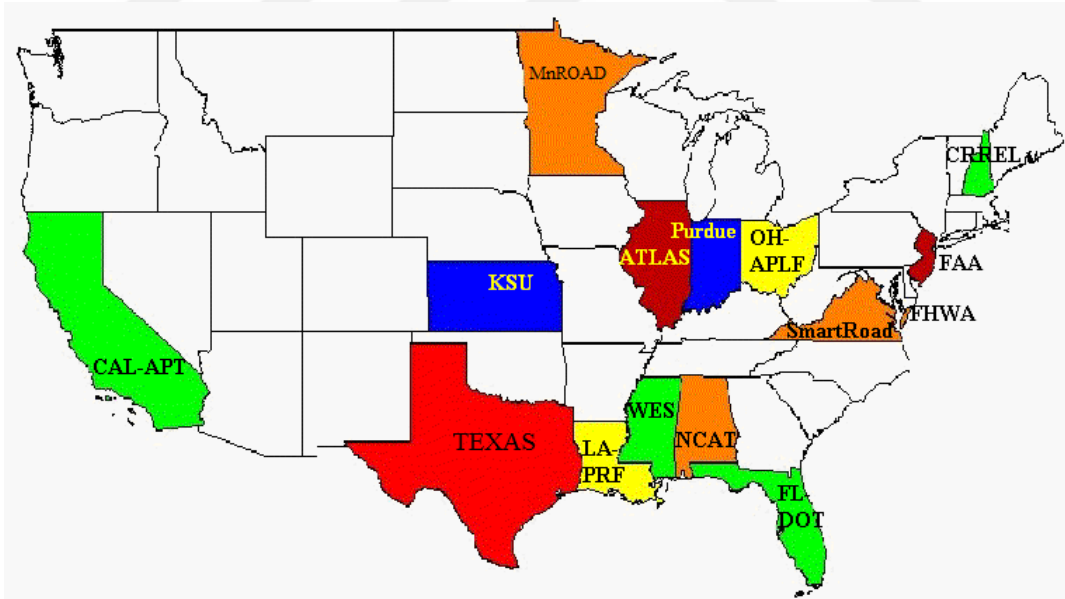 MnROAD
CRREL
Purdue
OH-
APLF
ATLAS
FAA
KSU
FHWA
SmartRoad
CAL-APT
WES
TEXAS
NCAT
LA-
PRF
FL-
DOT